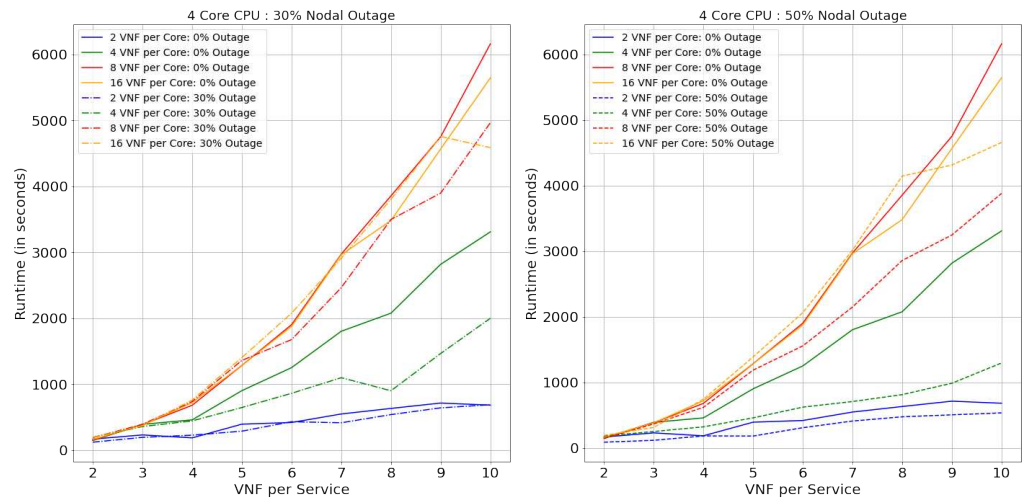 4 Core CPU : 30% Nodal Outage
2 VNF per Core: 0% Outage
4 VNF per Core: 0% Outage
8 VNF per Core: 0% Outage
16 VNF per Core: 0% Outage
2 VNF per Core: 30% Outage
4 VNF per Core: 30% Outage
8 VNF per Core: 30% Outage
16 VNF per Core: 30% Outage
6000
5000
4000
3000
2000
1000
0
Runtime (in seconds)
2 3 4 5 6 7 8 9 10
VNF per Service
4 Core CPU : 50% Nodal Outage
2 VNF per Core: 0% Outage
4 VNF per Core: 0% Outage
8 VNF per Core: 0% Outage
16 VNF per Core: 0% Outage
2 VNF per Core: 50% Outage
4 VNF per Core: 50% Outage
8 VNF per Core: 50% Outage
16 VNF per Core: 50% Outage
6000
5000
4000
3000
2000
1000
0
Runtime (in seconds)
2 3 4 5 6 7 8 9 10
VNF per Service